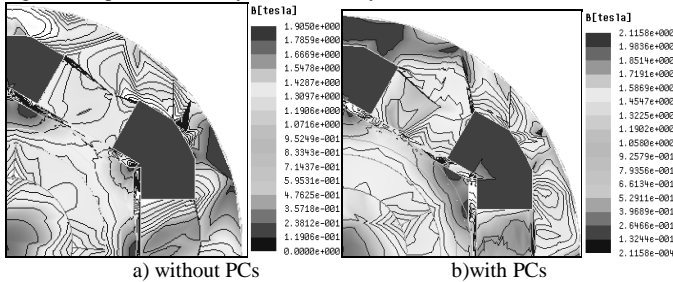 B[tesla]
1.9050e+000
1.7859e+000
1.6669e+000
1.5478e+000
1.4287e+000
1.3097e+000
1.1906e+000
1.0716e+000
9.5249e-001
8.3343e-001
7.1437e-001
5.9531e-001
4.7625e-001
3.5718e-001
2.3812e-001
1.1906e-001
0.0000e+000
B[tesla]
2.1158e+000
1.9836e+000
1.8514e+000
1.7191e+000
1.5869e+000
1.4547e+000
1.3225e+000
1.1902e+000
1.0580e+000
9.2579e-001
7.9356e-001
6.6134e-001
5.2911e-001
3.9689e-001
2.6466e-001
1.3244e-001
2.1158e-004
a) without PCs
b)with PCs